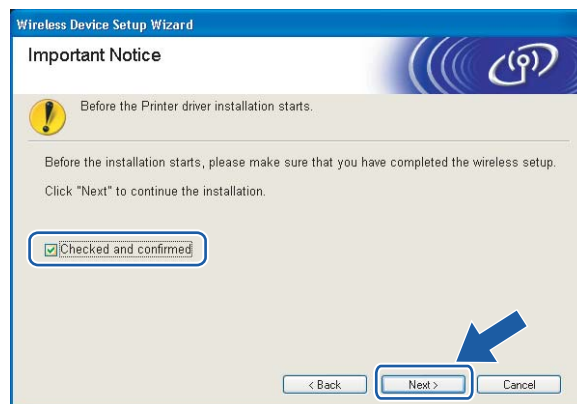 Wireless Device Setup Wizard
Important Notice
Before the Printer driver installation starts.
Before the installation starts, please make sure that you have completed the wireless setup.
Click "Next" to continue the installation.
Checked and confirmed
< Back
Next >
Cancel